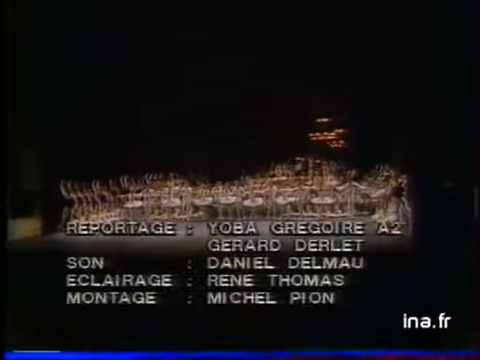 REPORTAGE : YOBA GREGOIRE A2
GERARD DERLET
SON : DANIEL DELMAU
ECLAIRAGE : RENE THOMAS
MONTAGE : MICHEL PION
ina.fr